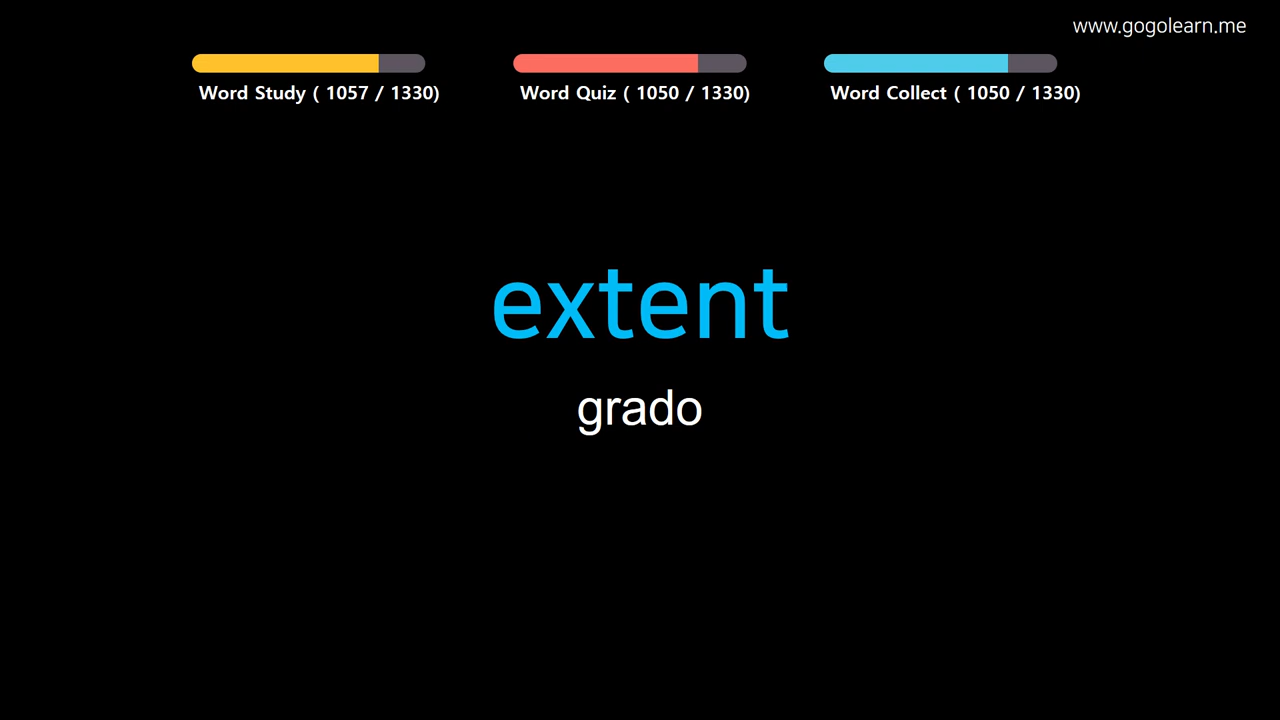 www.gogolearn.me
Word Study ( 1057 / 1330)
Word Quiz ( 1050 / 1330)
Word Collect ( 1050 / 1330)
extent
grado